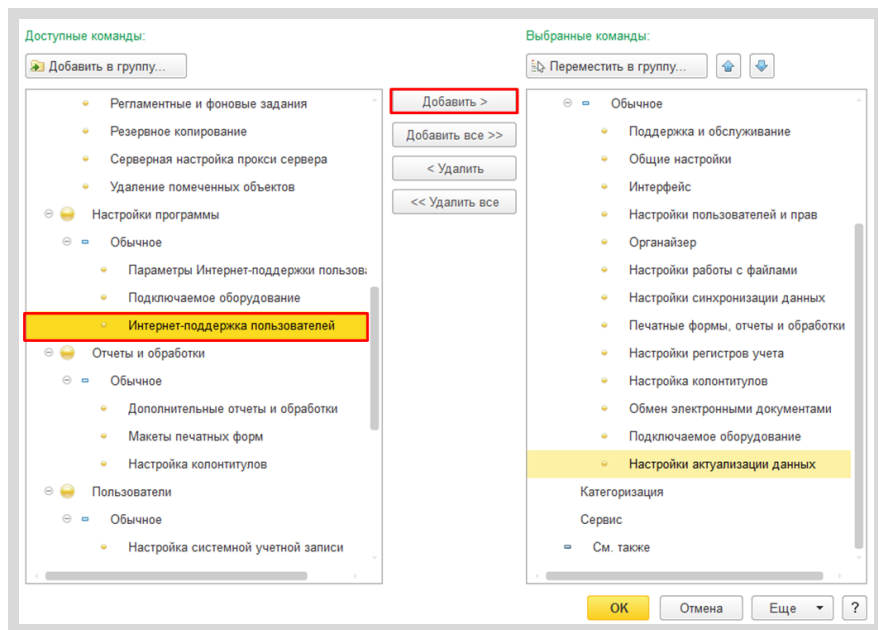 Доступные команды:
Добавить в группу...
Регламентные и фоновые задания
Резервное копирование
Серверная настройка прокси сервера
Удаление помеченных объектов
Настройки программы
Обычное
Параметры Интернет-поддержки пользова
Подключаемое оборудование
Интернет-поддержка пользователей
Отчеты и обработки
Обычное
Дополнительные отчеты и обработки
Макеты печатных форм
Настройка колонтитулов
Пользователи
Обычное
Настройка системной учетной записи
Добавить >
Добавить все >>
< Удалить
<< Удалить все
Выбранные команды:
Переместить в группу...
Обычное
Поддержка и обслуживание
Общие настройки
Интерфейс
Настройки пользователей и прав
Органайзер
Настройки работы с файлами
Настройки синхронизации данных
Печатные формы, отчеты и обработки
Настройки регистров учета
Настройка колонтитулов
Обмен электронными документами
Подключаемое оборудование
Настройки актуализации данных
Категоризация
Сервис
См. также
ОК
Отмена
Еще
?